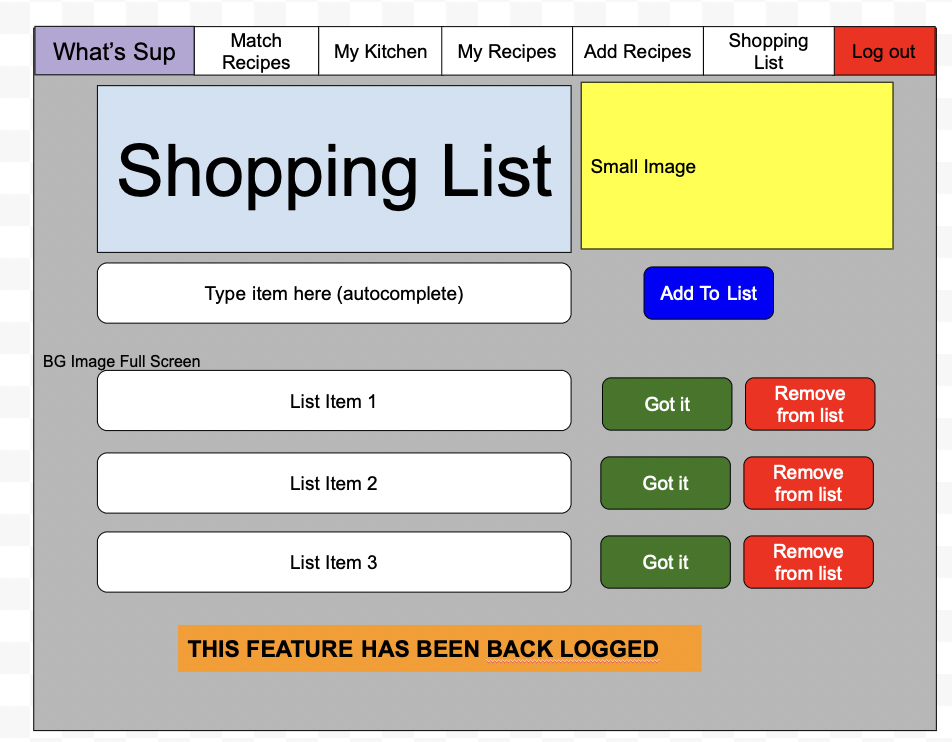 What's Sup
Match
Recipes
My Kitchen
My Recipes
Add Recipes
Shopping
List
Log out
Shopping List
Small Image
Type item here (autocomplete)
Add To List
BG Image Full Screen
List Item 1
Got it
Remove
from list
List Item 2
Got it
Remove
from list
List Item 3
Got it
Remove
from list
THIS FEATURE HAS BEEN BACK LOGGED